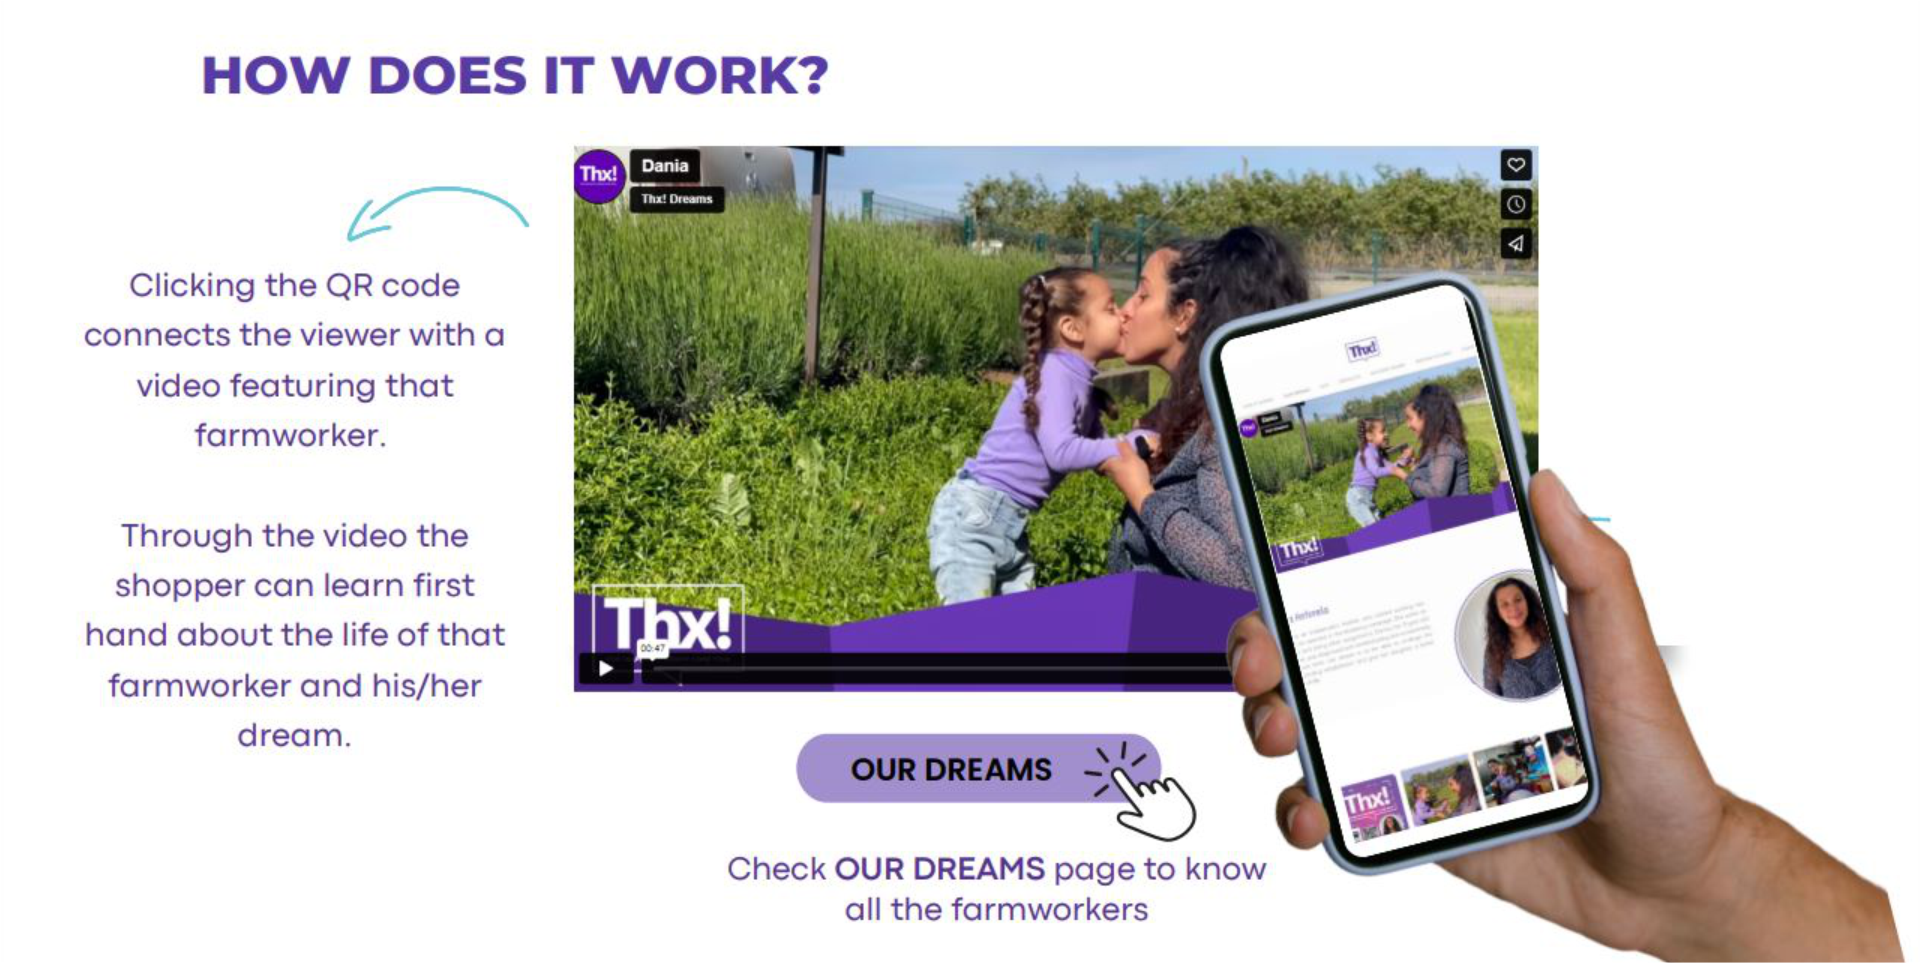 HOW DOES IT WORK?
Thx!
Dania
Thx! Dreams
Clicking the QR code
connects the viewer with a
video featuring that
farmworker.
Through the video the
shopper can learn first
hand about the life of that
farmworker and his/her
dream.
Thx!
00:47
Thx!
Thx!
Dania
Thx!
Thx!
OUR DREAMS
Check OUR DREAMS page to know
all the farmworkers